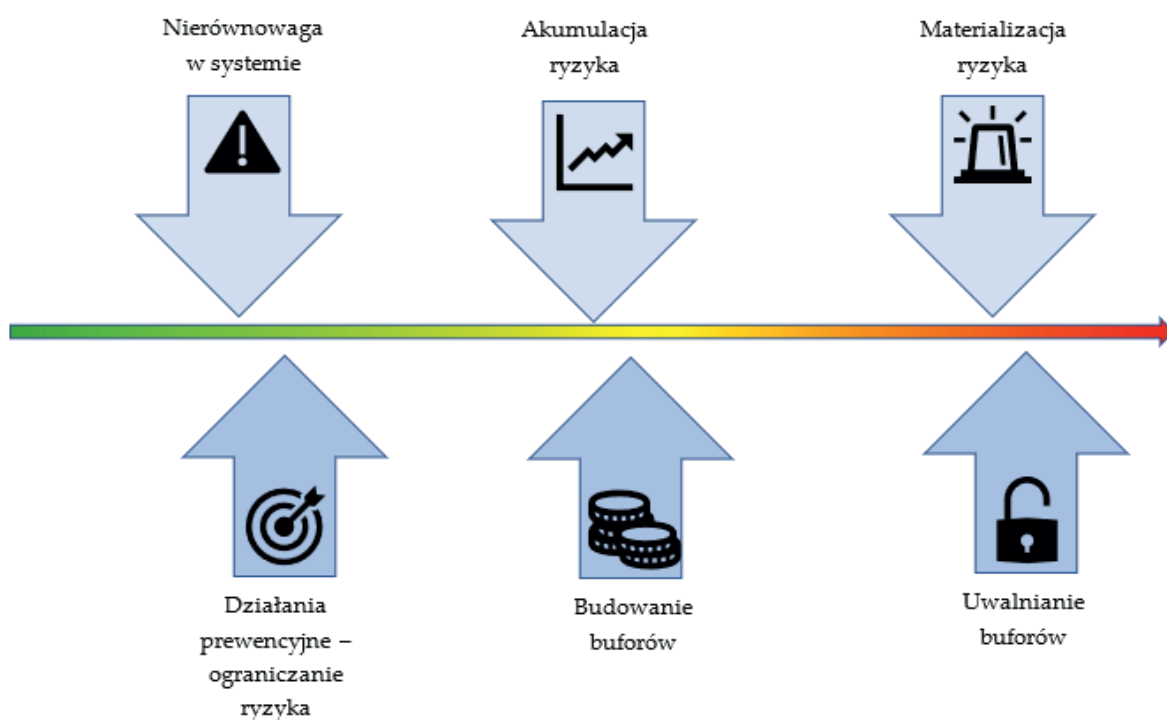 Nierównowaga
w systemie
Akumulacja
ryzyka
Materializacja
ryzyka
Działania
prewencyjne –
ograniczanie
ryzyka
Budowanie
buforów
Uwalnianie
buforów